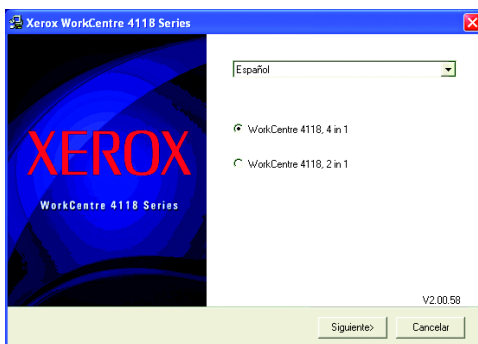 Xerox WorkCentre 4118 Series
Español
WorkCentre 4118, 4 in 1
WorkCentre 4118, 2 in 1
XEROX
WorkCentre 4118 Series
V2.00.58
Siguiente>
Cancelar